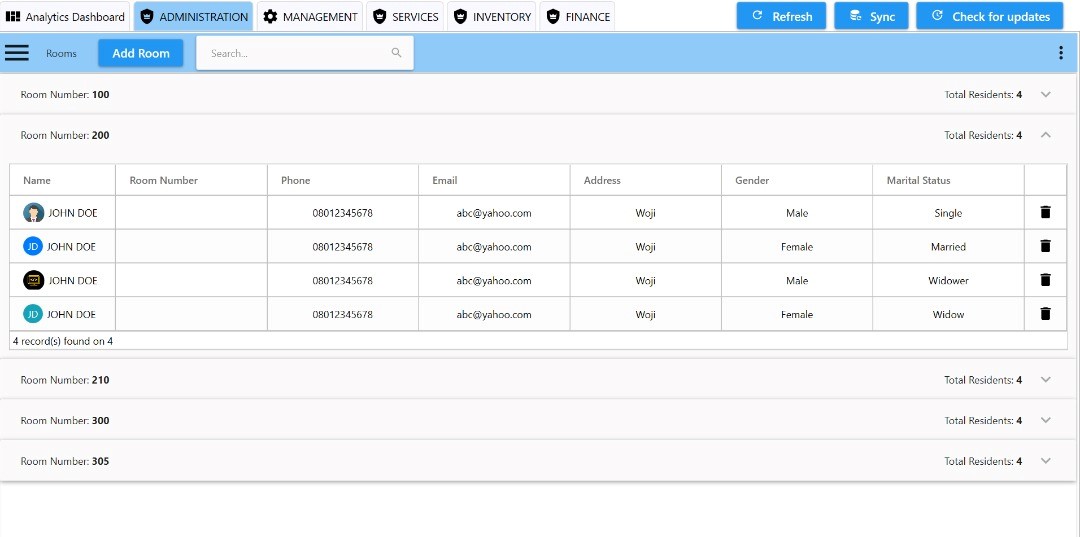 Analytics Dashboard ADMINISTRATION MANAGEMENT SERVICES INVENTORY FINANCE Refresh Sync Check for updates
Rooms Add Room Search...
Room Number: 100 Total Residents: 4
Room Number: 200 Total Residents: 4
Name Room Number Phone Email Address Gender Marital Status
JOHN DOE 08012345678 abc@yahoo.com Woji Male Single
JD JOHN DOE 08012345678 abc@yahoo.com Woji Female Married
JOHN DOE 08012345678 abc@yahoo.com Woji Male Widower
JD JOHN DOE 08012345678 abc@yahoo.com Woji Female Widow
4 record(s) found on 4
Room Number: 210 Total Residents: 4
Room Number: 300 Total Residents: 4
Room Number: 305 Total Residents: 4